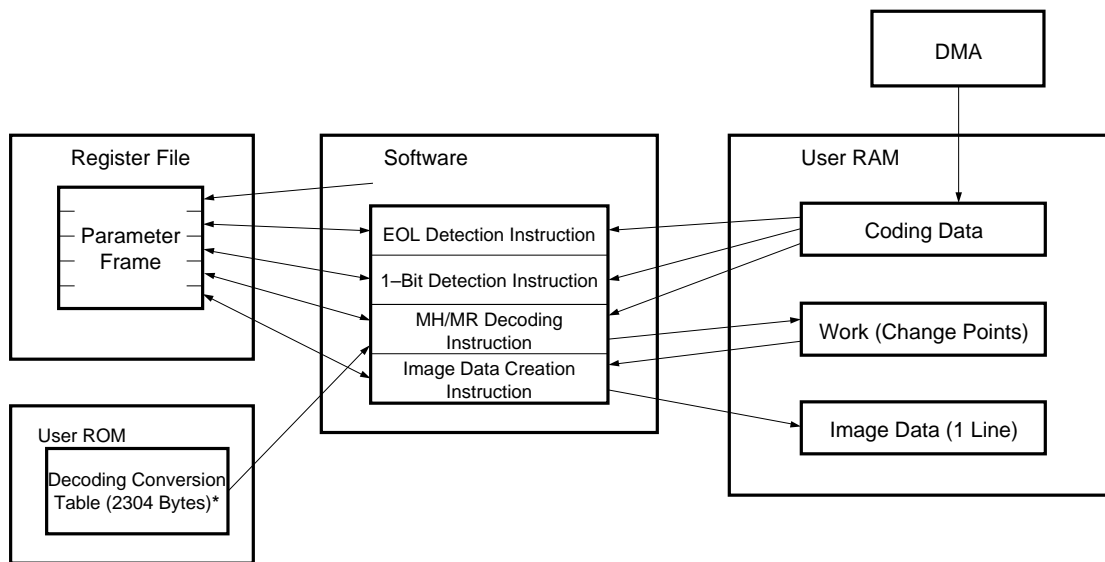 DMA
Register File
Parameter
Frame
Software
EOL Detection Instruction
1–Bit Detection Instruction
MH/MR Decoding
Instruction
Image Data Creation
Instruction
User RAM
Coding Data
Work (Change Points)
Image Data (1 Line)
User ROM
Decoding Conversion
Table (2304 Bytes)*